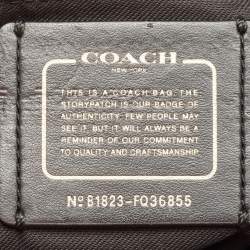 COACH
NEW YORK
THIS IS A COACH BAG. THE
STORYPATCH IS OUR BADGE OF
AUTHENTICITY. FEW PEOPLE MAY
SEE IT. BUT IT WILL ALWAYS BE A
REMINDER OF OUR COMMITMENT
TO QUALITY AND CRAFTSMANSHIP.
Nº B1823-FQ36855